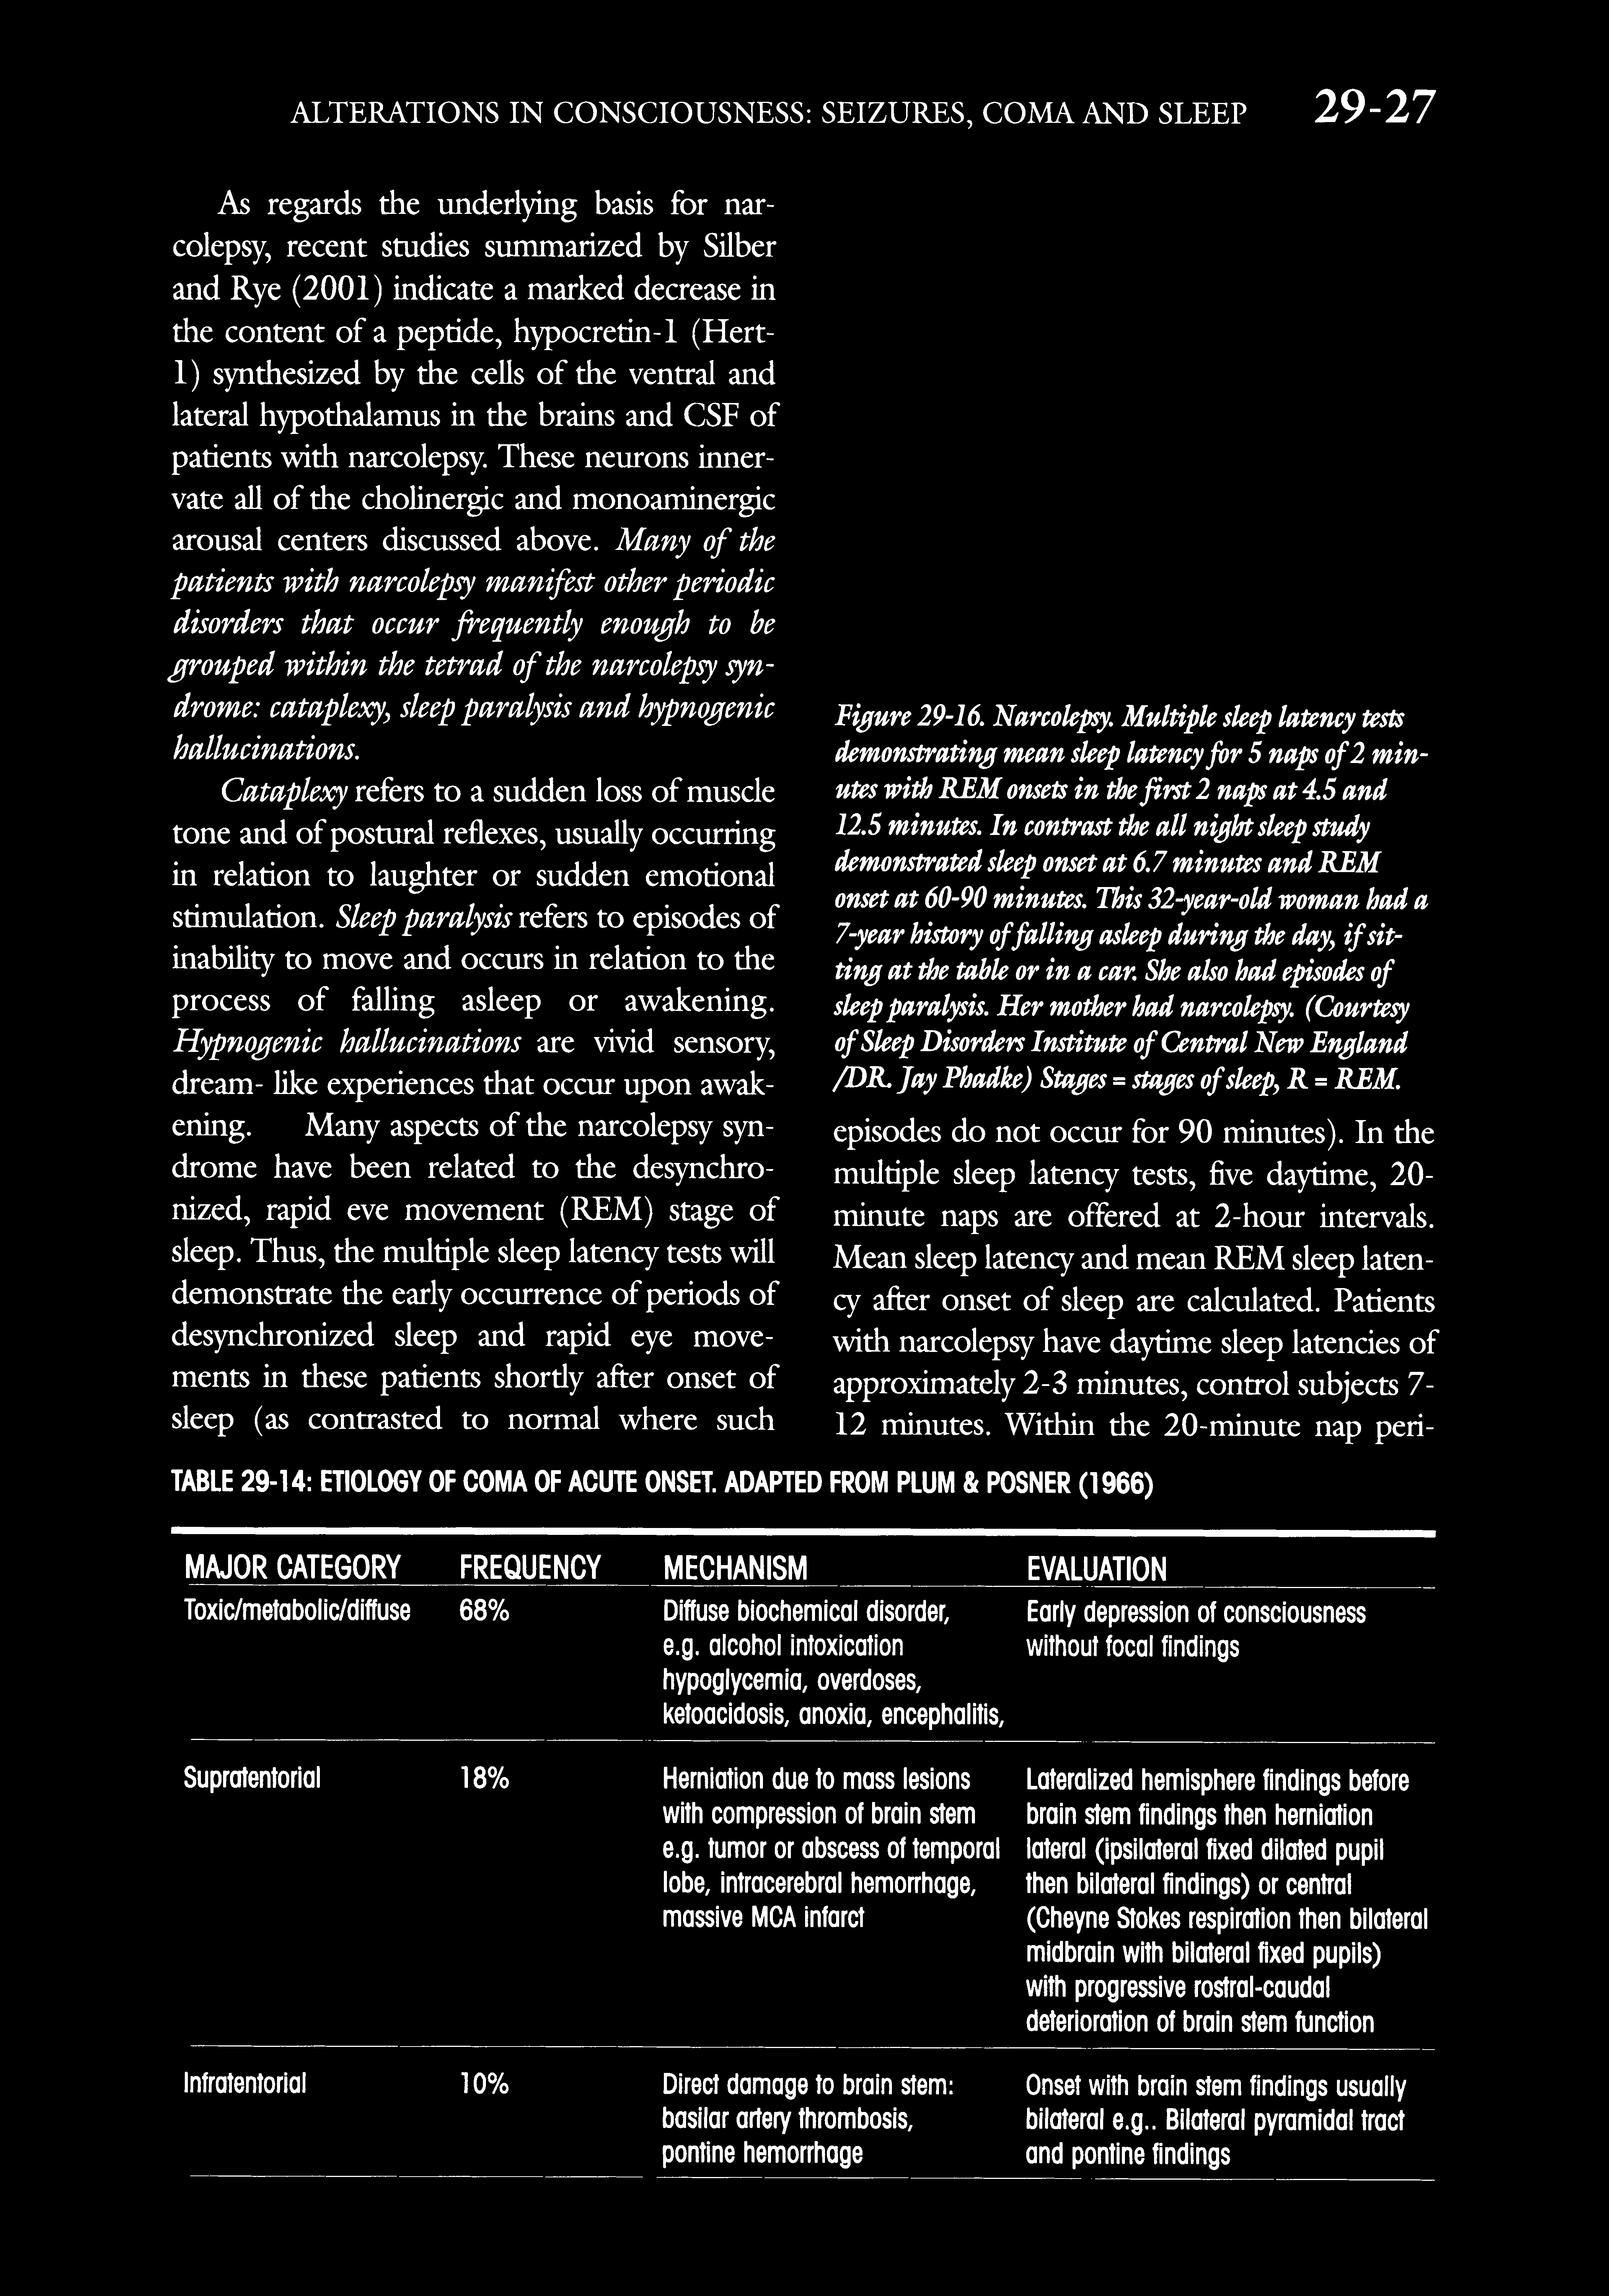 ALTERATIONS IN CONSCIOUSNESS: SEIZURES, COMA AND SLEEP 29-27
As regards the underlying basis for nar-
colepsy, recent studies summarized by Silber
and Rye (2001) indicate a marked decrease in
the content of a peptide, hypocretin-1 (Hert-
1) synthesized by the cells of the ventral and
lateral hypothalamus in the brains and CSF of
patients with narcolepsy. These neurons inner-
vate all of the cholinergic and monoaminergic
arousal centers discussed above. Many of the
patients with narcolepsy manifest other periodic
disorders that occur frequently enough to be
grouped within the tetrad of the narcolepsy syn-
drome: cataplexy, sleep paralysis and hypnogenic
hallucinations.
Cataplexy refers to a sudden loss of muscle
tone and of postural reflexes, usually occurring
in relation to laughter or sudden emotional
stimulation. Sleep paralysis refers to episodes of
inability to move and occurs in relation to the
process of falling asleep or awakening.
Hypnogenic hallucinations are vivid sensory,
dream- like experiences that occur upon awak-
ening. Many aspects of the narcolepsy syn-
drome have been related to the desynchro-
nized, rapid eve movement (REM) stage of
sleep. Thus, the multiple sleep latency tests will
demonstrate the early occurrence of periods of
desynchronized sleep and rapid eye move-
ments in these patients shortly after onset of
sleep (as contrasted to normal where such
Figure 29-16. Narcolepsy. Multiple sleep latency tests
demonstrating mean sleep latency for 5 naps of 2 min-
utes with REM onsets in the first 2 naps at 4.5 and
12.5 minutes. In contrast the all night sleep study
demonstrated sleep onset at 6.7 minutes and REM
onset at 60-90 minutes. This 32-year-old woman had a
7-year history of falling asleep during the day, if sit-
ting at the table or in a car. She also had episodes of
sleep paralysis. Her mother had narcolepsy. (Courtesy
of Sleep Disorders Institute of Central New England
/DR. Jay Phadke) Stages = stages of sleep, R = REM.
episodes do not occur for 90 minutes). In the
multiple sleep latency tests, five daytime, 20-
minute naps are offered at 2-hour intervals.
Mean sleep latency and mean REM sleep laten-
cy after onset of sleep are calculated. Patients
with narcolepsy have daytime sleep latencies of
approximately 2-3 minutes, control subjects 7-
12 minutes. Within the 20-minute nap peri-
TABLE 29-14: ETIOLOGY OF COMA OF ACUTE ONSET. ADAPTED FROM PLUM & POSNER (1966)
MAJOR CATEGORY FREQUENCY MECHANISM EVALUATION
Toxic/metabolic/diffuse 68% Diffuse biochemical disorder, Early depression of consciousness
e.g. alcohol intoxication without focal findings
hypoglycemia, overdoses,
ketoacidosis, anoxia, encephalitis,
Supratentorial 18% Herniation due to mass lesions Lateralized hemisphere findings before
with compression of brain stem brain stem findings then herniation
e.g. tumor or abscess of temporal lateral (ipsilateral fixed dilated pupil
lobe, intracerebral hemorrhage, then bilateral findings) or central
massive MCA infarct (Cheyne Stokes respiration then bilateral
midbrain with bilateral fixed pupils)
with progressive rostral-caudal
deterioration of brain stem function
Infratentorial 10% Direct damage to brain stem: Onset with brain stem findings usually
basilar artery thrombosis, bilateral e.g.. Bilateral pyramidal tract
pontine hemorrhage and pontine findings